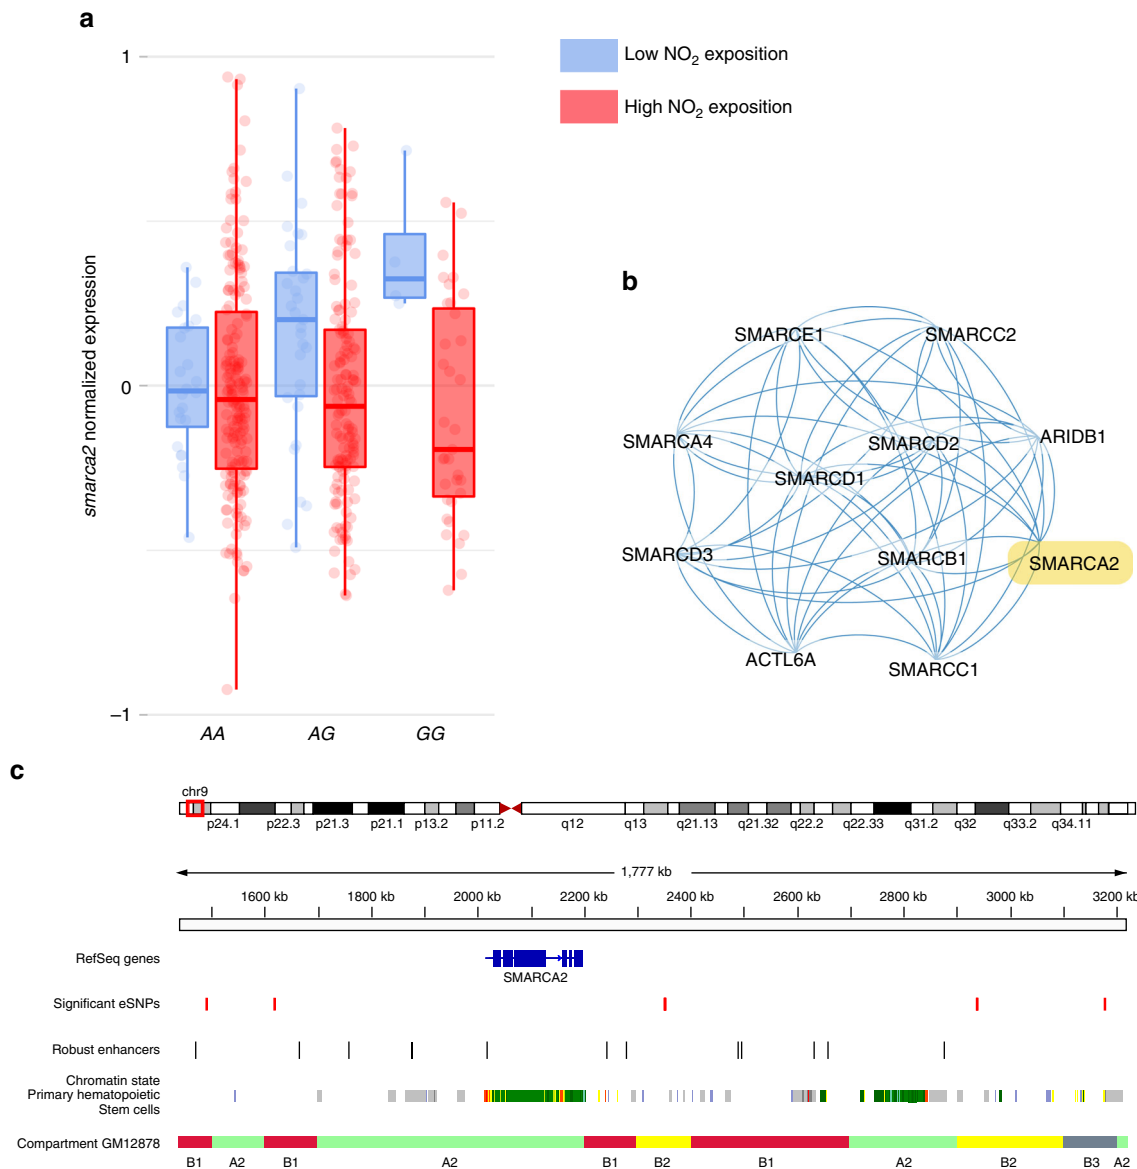 a
1
0
−1
smarca2 normalized expression
AA AG GG
Low NO2 exposition
High NO2 exposition
b
SMARCE1 SMARCC2
SMARCA4 SMARCD2 ARIDB1
SMARCD1
SMARCD3 SMARCB1 SMARCA2
ACTL6A SMARCC1
c
chr9
p24.1 p22.3 p21.3 p21.1 p13.2 p11.2 q12 q13 q21.13 q21.32 q22.2 q22.33 q31.2 q32 q33.2 q34.11
1,777 kb
1600 kb 1800 kb 2000 kb 2200 kb 2400 kb 2600 kb 2800 kb 3000 kb 3200 kb
RefSeq genes
SMARCA2
Significant eSNPs
Robust enhancers
Chromatin state
Primary hematopoietic
Stem cells
Compartment GM12878
B1 A2 B1 A2 B1 B2 B1 A2 B2 B3 A2